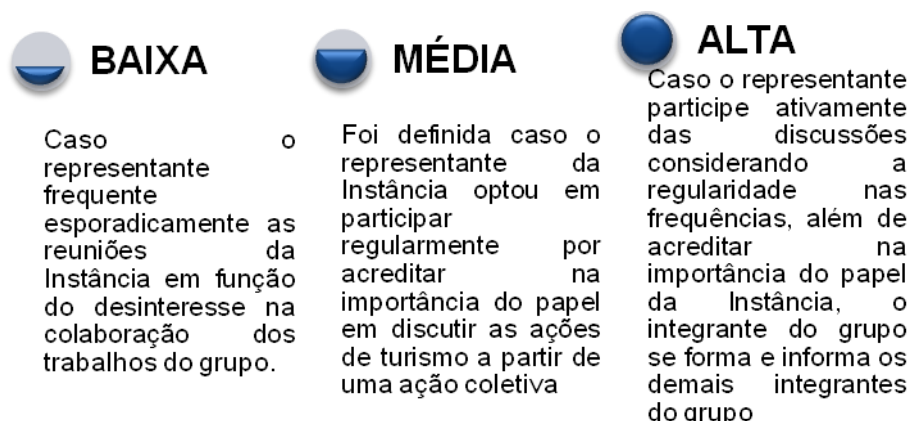 BAIXA
Caso o
representante
frequente
esporadicamente as
reuniões da
Instância em função
do desinteresse na
colaboração dos
trabalhos do grupo.
MÉDIA
Foi definida caso o
representante da
Instância optou em
participar
regularmente por
acreditar na
importância do papel
em discutir as ações
de turismo a partir de
uma ação coletiva
ALTA
Caso o representante
participe ativamente
das discussões
considerando a
regularidade nas
frequências, além de
acreditar na
importância do papel
da Instância, o
integrante do grupo
se forma e informa os
demais integrantes
do grupo